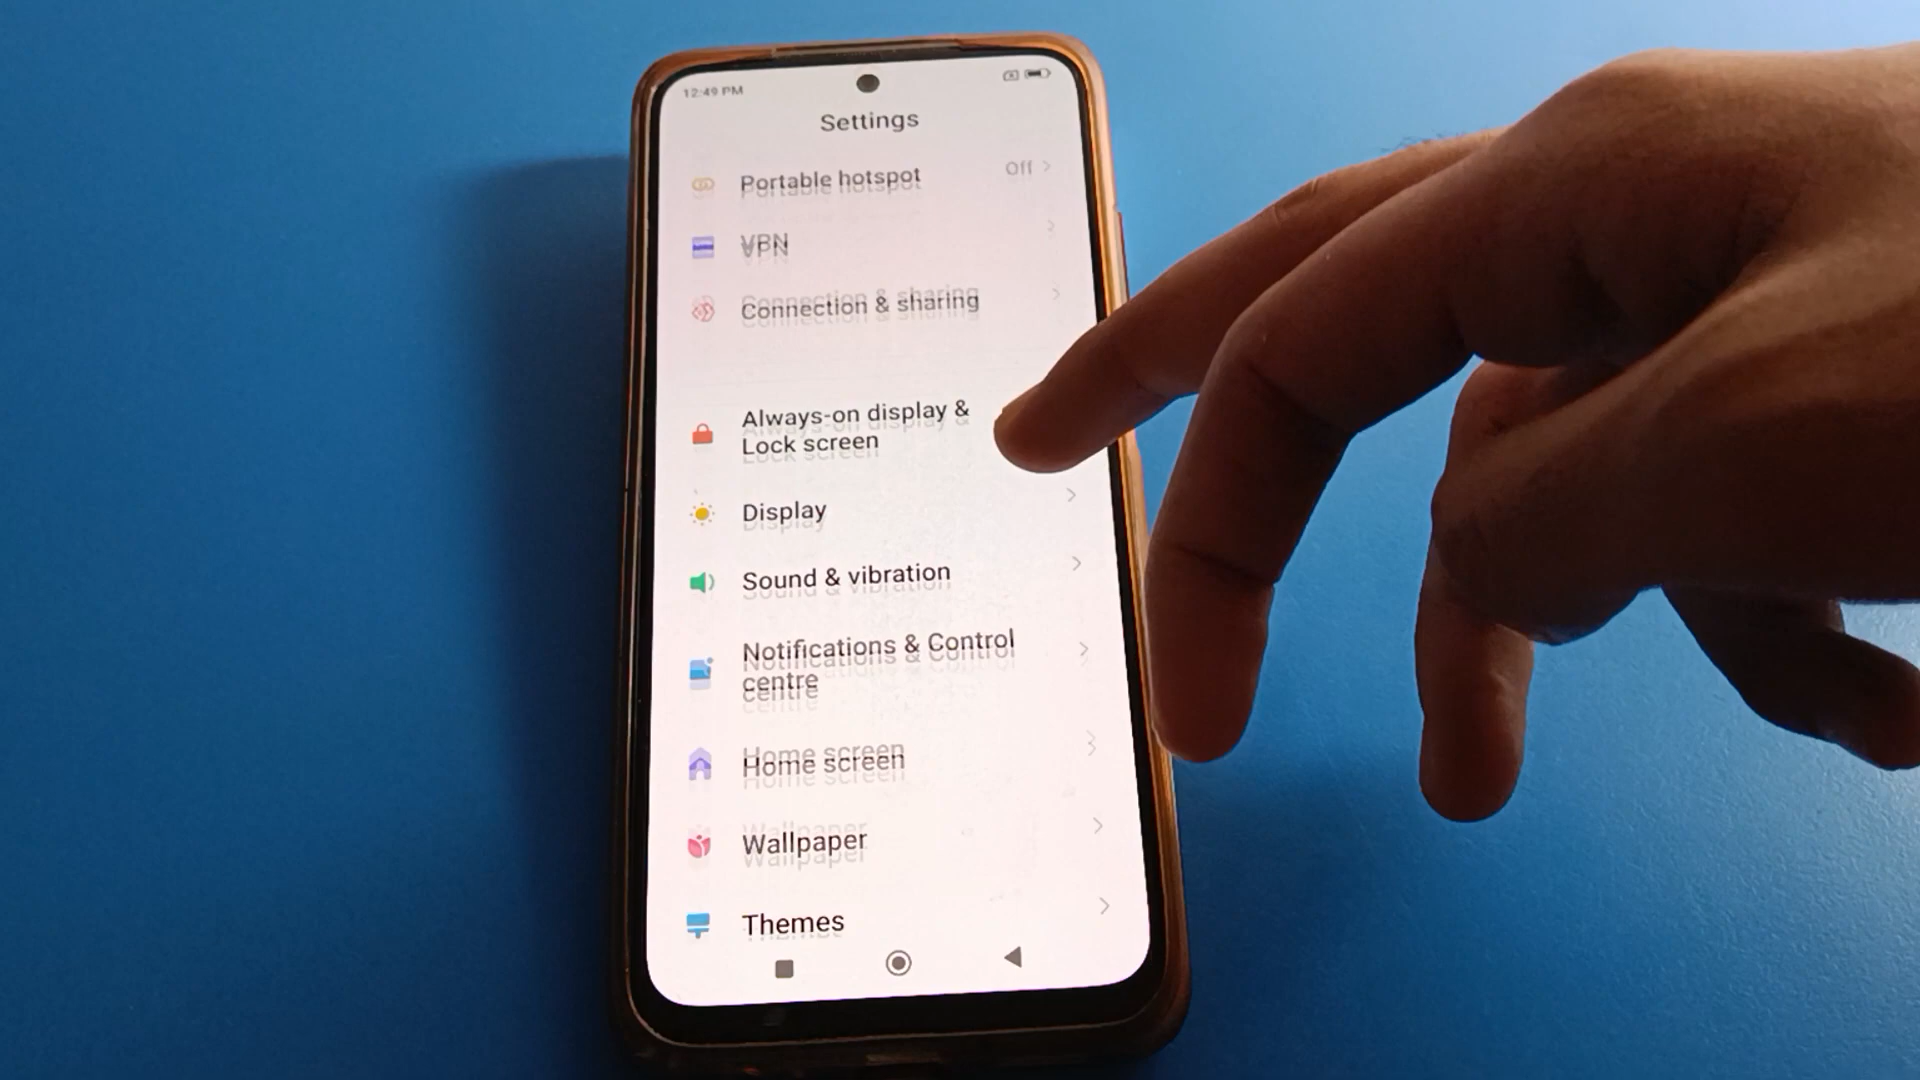 12:49 PM
Settings
Portable hotspot Off
VPN
Connection & sharing
Always-on display &
Lock screen
Display
Sound & vibration
Notifications & Control
centre
Home screen
Wallpaper
Themes